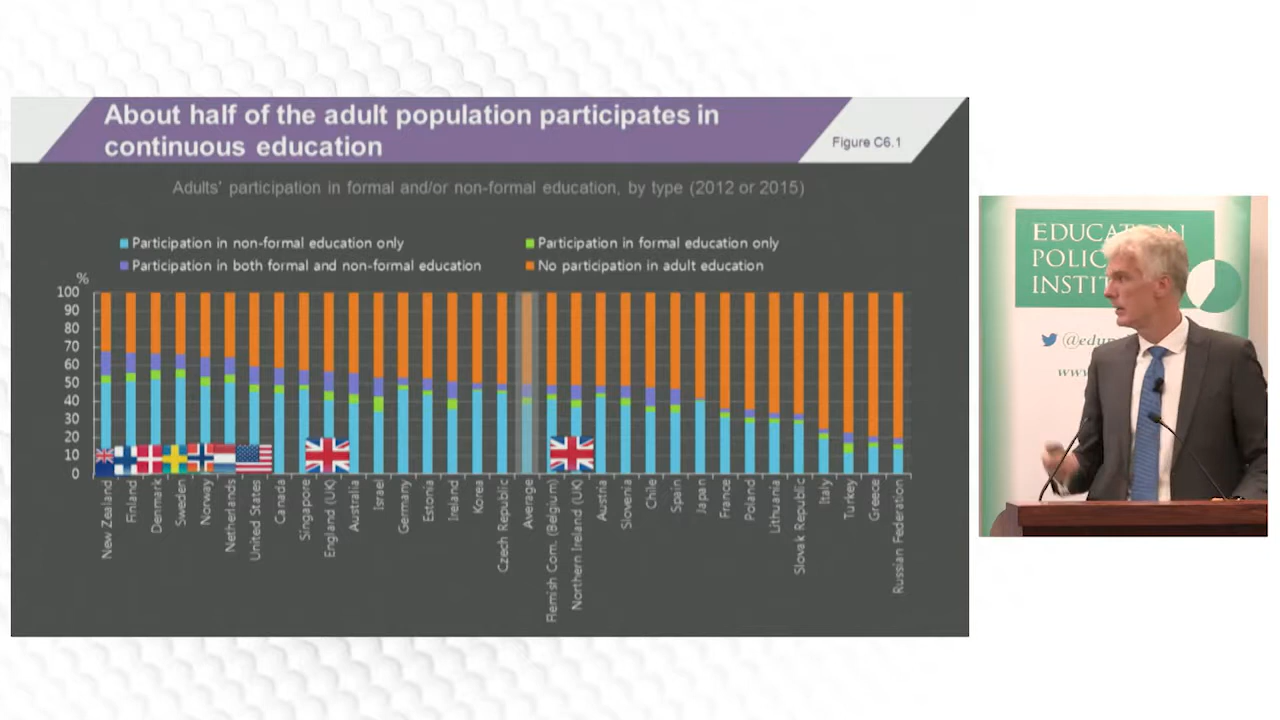 About half of the adult population participates in
continuous education
Figure C6.1
Adults' participation in formal and/or non-formal education, by type (2012 or 2015)
Participation in non-formal education only
Participation in formal education only
Participation in both formal and non-formal education
No participation in adult education
%
100
90
80
70
60
50
40
30
20
10
0
New Zealand
Finland
Denmark
Sweden
Norway
Netherlands
United States
Canada
Singapore
England (UK)
Australia
Israel
Germany
Estonia
Ireland
Korea
Czech Republic
Average
Flemish Com. (Belgium)
Northern Ireland (UK)
Austria
Slovenia
Chile
Spain
Japan
France
Poland
Lithuania
Slovak Republic
Italy
Turkey
Greece
Russian Federation
EDUCATION
POLIC
INSTIT
@edu
www